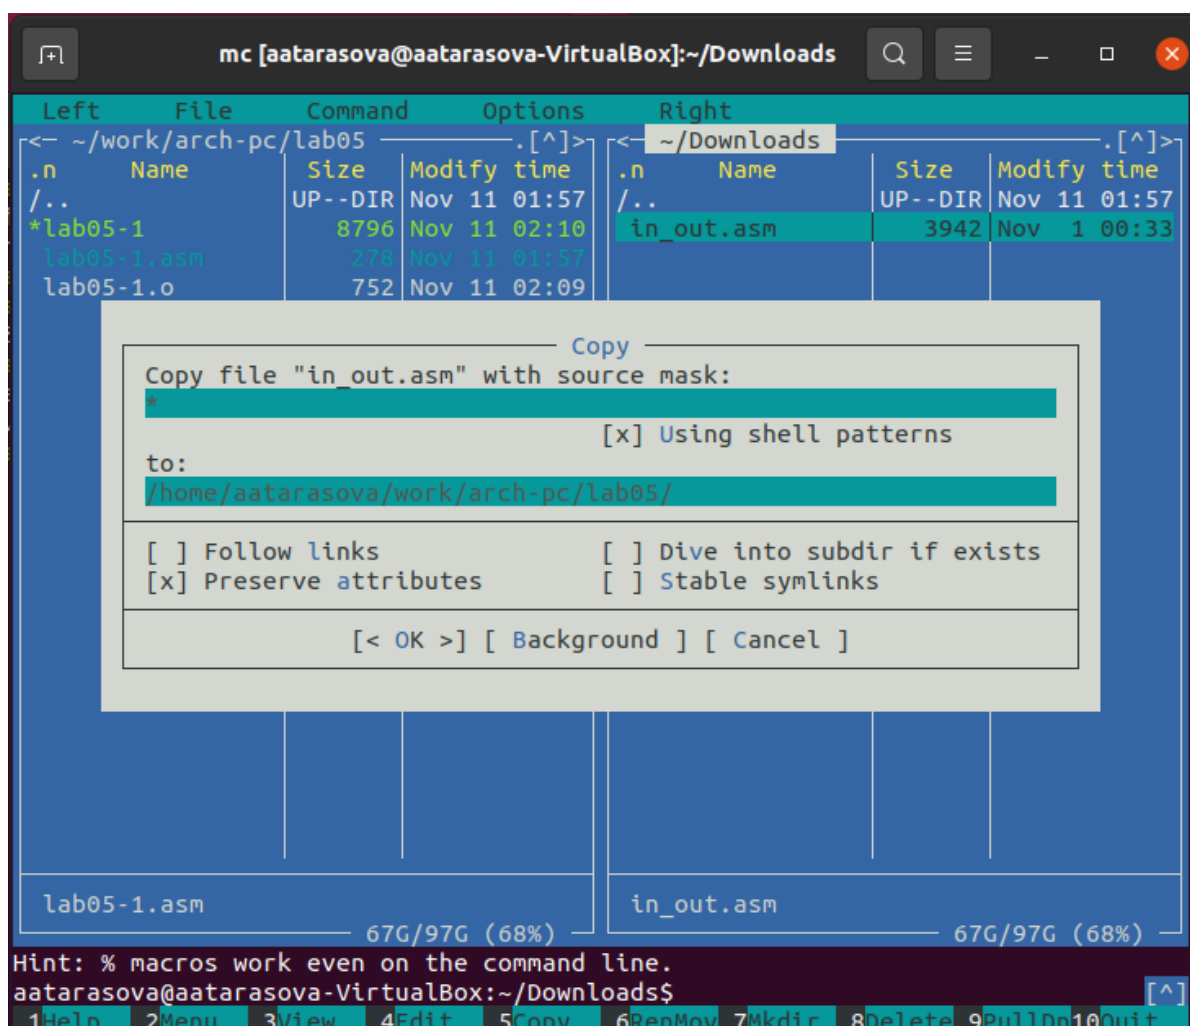 mc [aatarasova@aatarasova-VirtualBox]:~/Downloads
Left File Command Options Right
<─ ~/work/arch-pc/lab05 ─.[^]> <─ ~/Downloads ─.[^]>
.n Name Size Modify time .n Name Size Modify time
/.. UP--DIR Nov 11 01:57 /.. UP--DIR Nov 11 01:57
*lab05-1 8796 Nov 11 02:10 in_out.asm 3942 Nov 1 00:33
lab05-1.asm 278 Nov 11 01:57
lab05-1.o 752 Nov 11 02:09
Copy
Copy file "in_out.asm" with source mask:
*
[x] Using shell patterns
to:
/home/aatarasova/work/arch-pc/lab05/
[ ] Follow links [ ] Dive into subdir if exists
[x] Preserve attributes [ ] Stable symlinks
[< OK >] [ Background ] [ Cancel ]
lab05-1.asm in_out.asm
67G/97G (68%) 67G/97G (68%)
Hint: % macros work even on the command line.
aatarasova@aatarasova-VirtualBox:~/Downloads$ [^]
1Help 2Menu 3View 4Edit 5Copy 6RenMov 7Mkdir 8Delete 9PullDn 10Quit